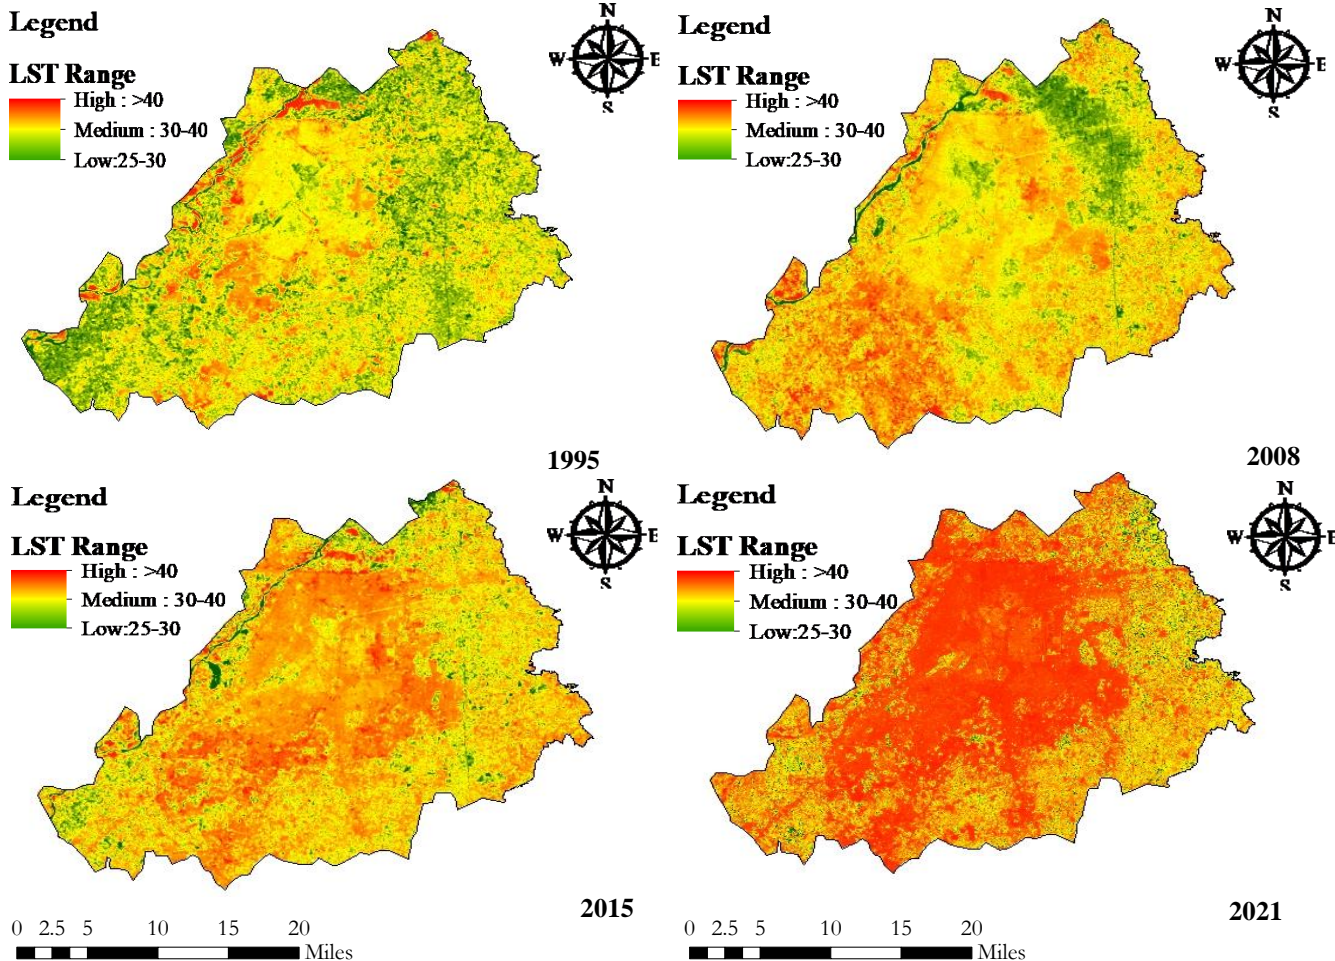 Legend
N
W E
S
LST Range
High : >40
Medium : 30-40
Low:25-30
1995
Legend
N
W E
S
LST Range
High : >40
Medium : 30-40
Low:25-30
2008
Legend
N
W E
S
LST Range
High : >40
Medium : 30-40
Low:25-30
2015
0 2.5 5 10 15 20
Miles
Legend
N
W E
S
LST Range
High : >40
Medium : 30-40
Low:25-30
2021
0 2.5 5 10 15 20
Miles